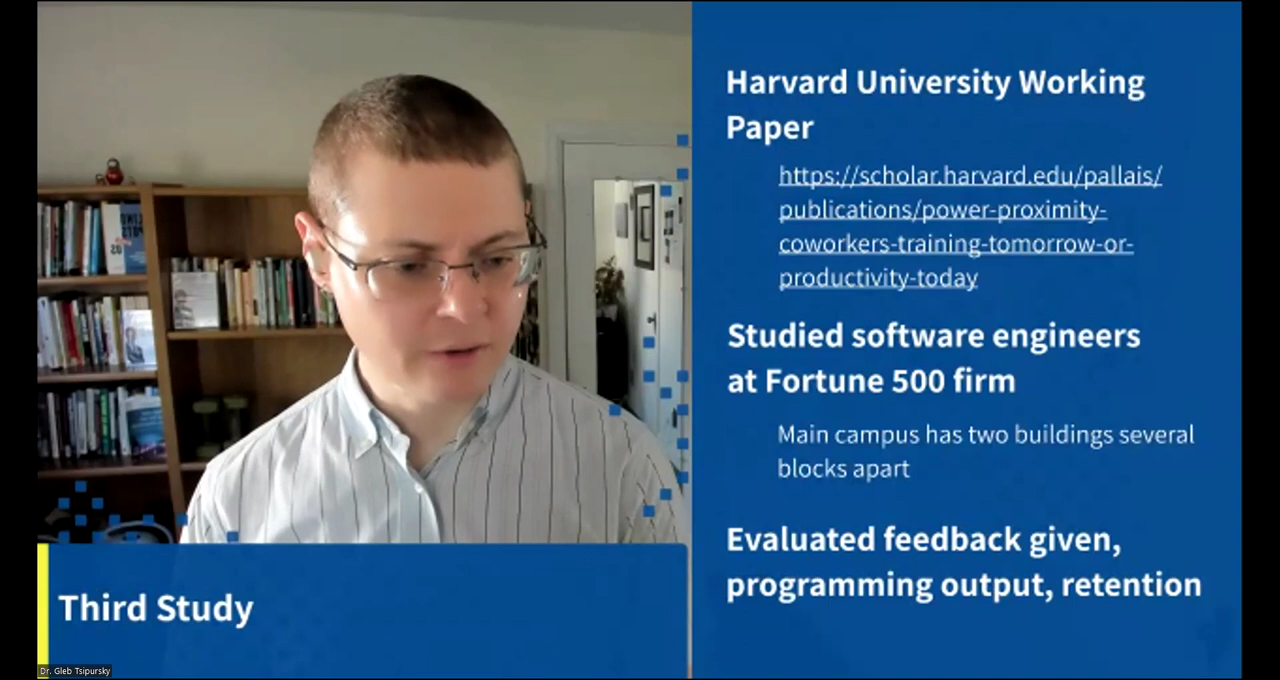 Harvard University Working
Paper
https://scholar.harvard.edu/pallais/
publications/power-proximity-
coworkers-training-tomorrow-or-
productivity-today
Studied software engineers
at Fortune 500 firm
Main campus has two buildings several
blocks apart
Evaluated feedback given,
programming output, retention
Third Study
Dr. Gleb Tsipursky